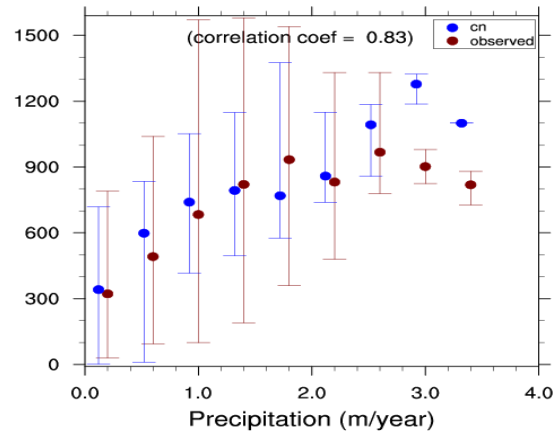 1500
(correlation coef = 0.83)
cn
observed
1200
900
600
300
0
0.0 1.0 2.0 3.0 4.0
Precipitation (m/year)